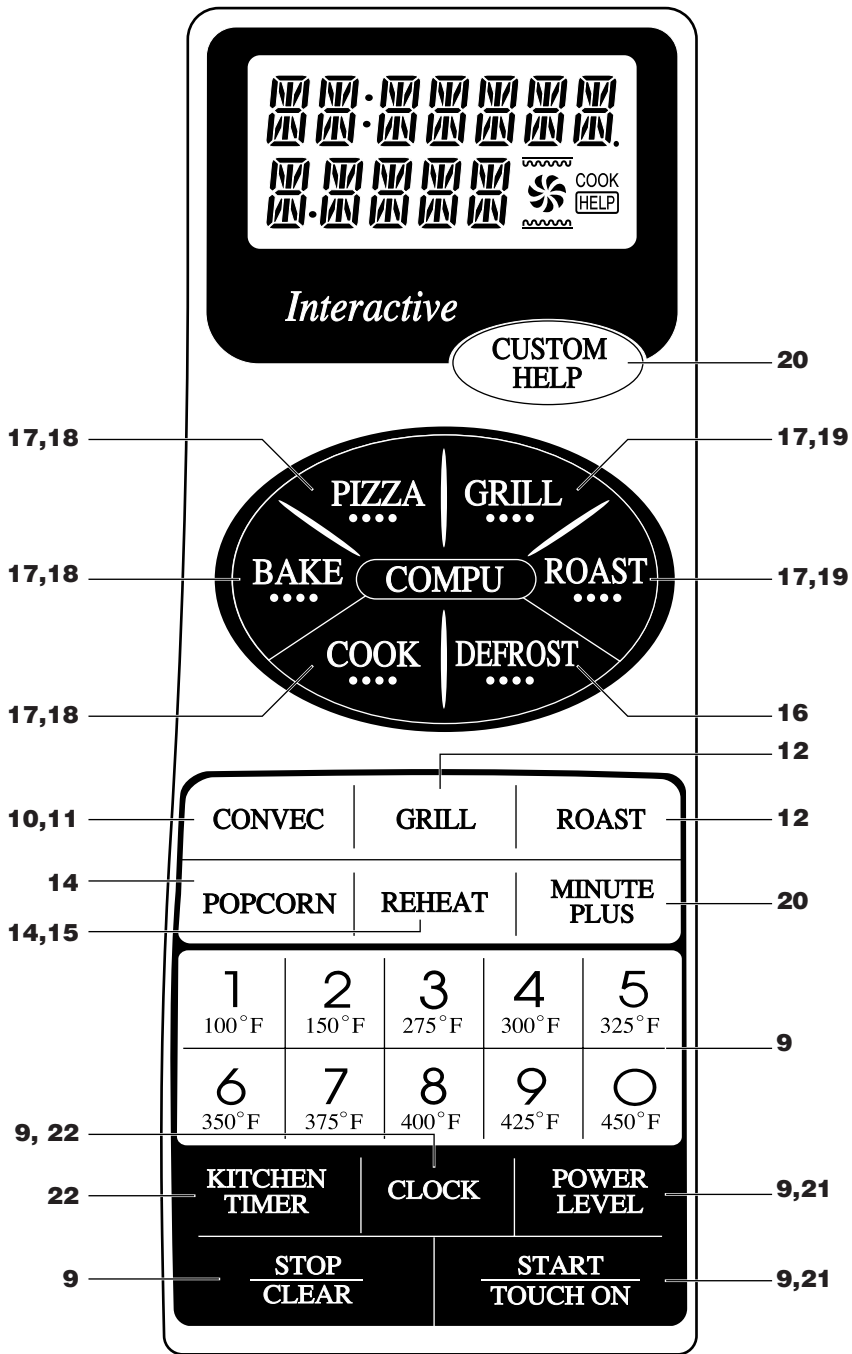 COOK
HELP
Interactive
CUSTOM
HELP
20
17,18
17,19
PIZZA
GRILL
17,18
BAKE
COMPU
ROAST
17,19
COOK
DEFROST
17,18
16
12
10,11
CONVEC
GRILL
ROAST
12
14
POPCORN
REHEAT
MINUTE
PLUS
20
14,15
1
2
3
4
5
100°F
150°F
275°F
300°F
325°F
9
6
7
8
9
0
350°F
375°F
400°F
425°F
450°F
9, 22
KITCHEN
TIMER
CLOCK
POWER
LEVEL
22
9,21
9
STOP
CLEAR
START
TOUCH ON
9,21